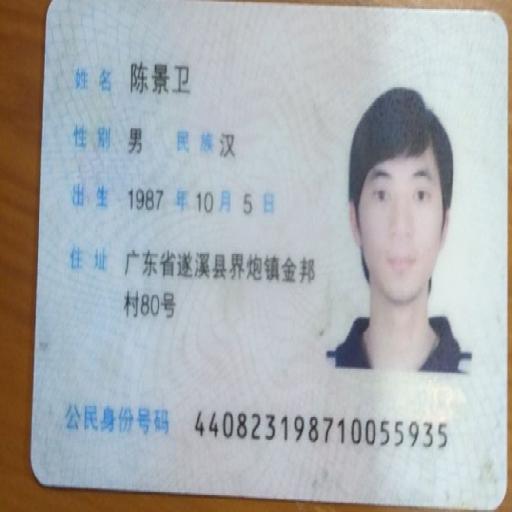 姓名 陈景卫
性别 男 民族 汉
出生 1987 年 10 月 5 日
住址 广东省遂溪县界炮镇金邦
村80号
公民身份号码 440823198710055935